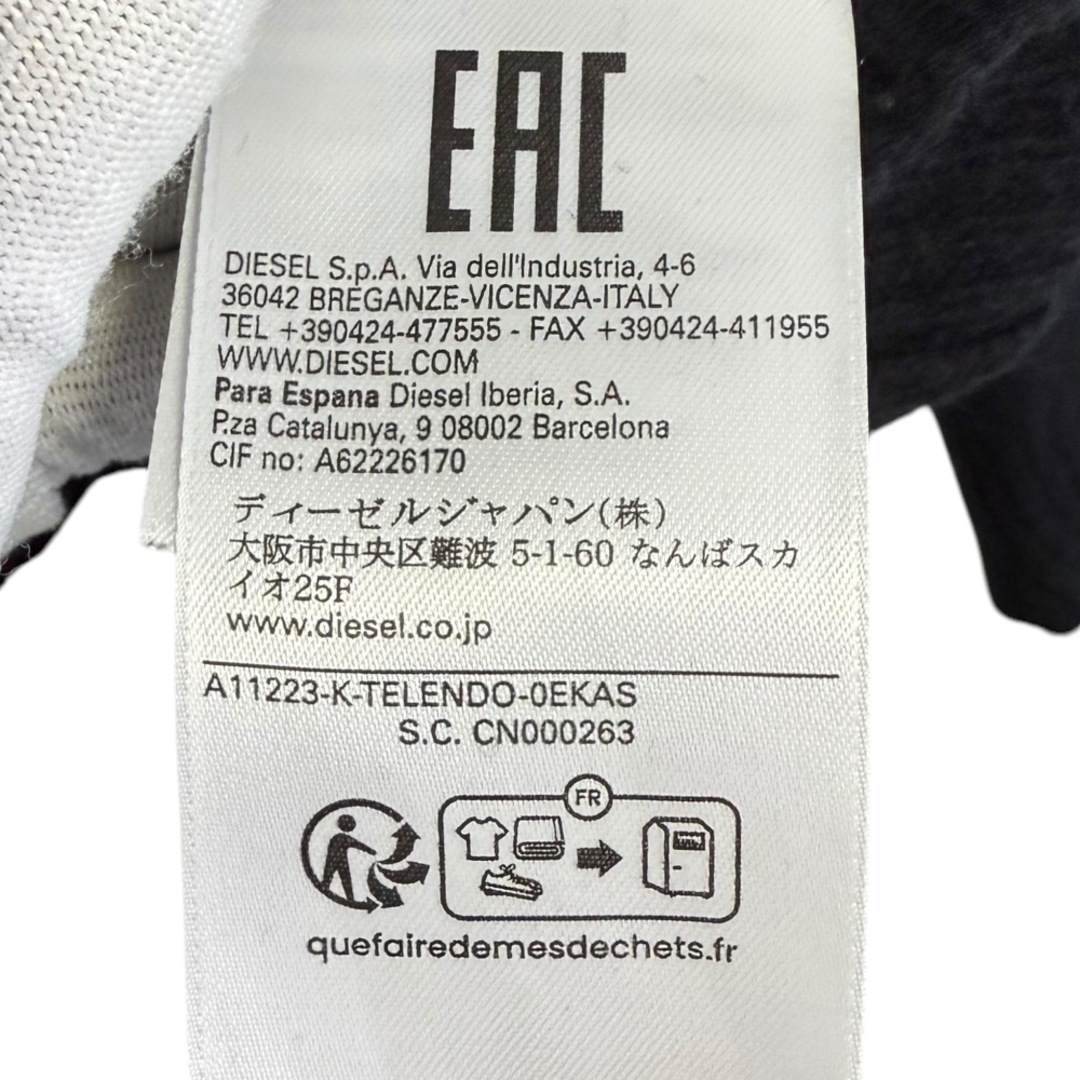 EAC
DIESEL S.p.A. Via dell'Industria, 4-6
36042 BREGANZE-VICENZA-ITALY
TEL +390424-477555 - FAX +390424-411955
WWW.DIESEL.COM
Para Espana Diesel Iberia, S.A.
P.za Catalunya, 9 08002 Barcelona
CIF no: A62226170
ディーゼルジャパン(株)
大阪市中央区難波 5-1-60 なんばスカ
イオ25F
www.diesel.co.jp
A11223-K-TELENDO-0EKAS
S.C. CN000263
FR
quefairedemesdechets.fr